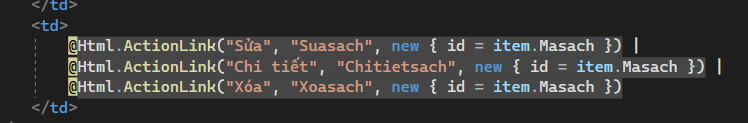 </td>
<td>
@Html.ActionLink("Sửa", "Suasach", new { id = item.Masach }) |
@Html.ActionLink("Chi tiết", "Chitietsach", new { id = item.Masach }) |
@Html.ActionLink("Xóa", "Xoasach", new { id = item.Masach })
</td>